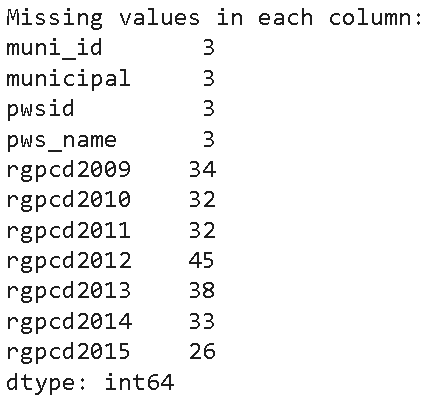 Missing values in each column:
muni_id 3
municipal 3
pwsid 3
pws_name 3
rgpcd2009 34
rgpcd2010 32
rgpcd2011 32
rgpcd2012 45
rgpcd2013 38
rgpcd2014 33
rgpcd2015 26
dtype: int64